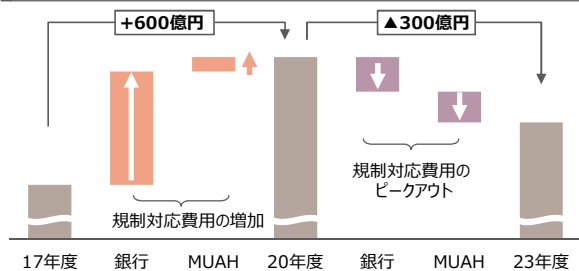 +600億円
▲300億円
規制対応費用の
ピークアウト
規制対応費用の増加
17年度 銀行 MUAH 20年度 銀行 MUAH 23年度